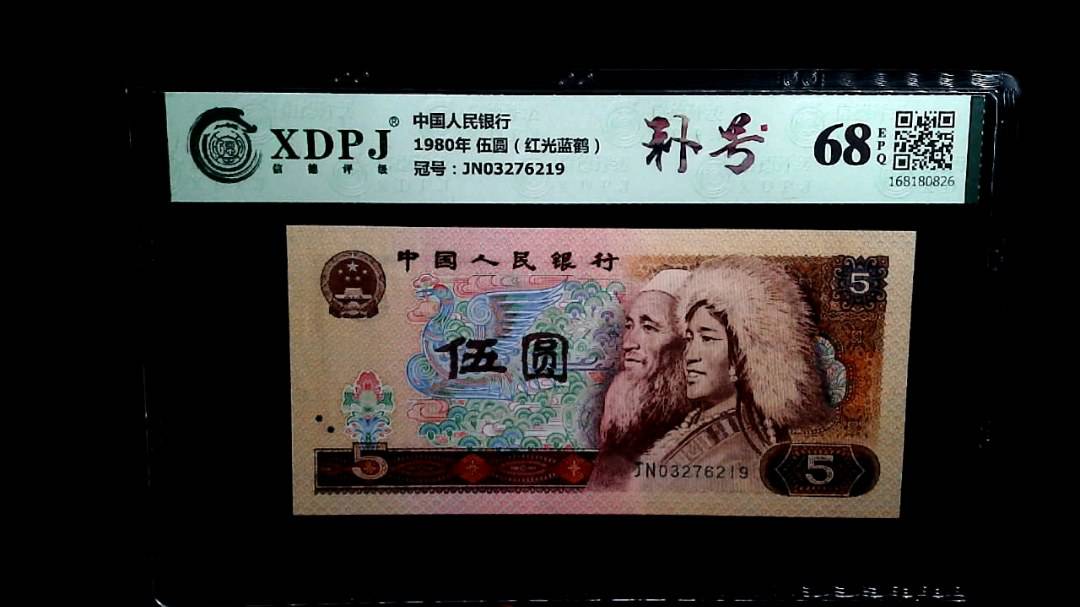 XDPJ®
信德评级
中国人民银行
1980年 伍圆（红光蓝鹤）
冠号：JN03276219
补号
68
EPQ
168180826
中国人民银行
5
伍圆
5
JN03276219
5